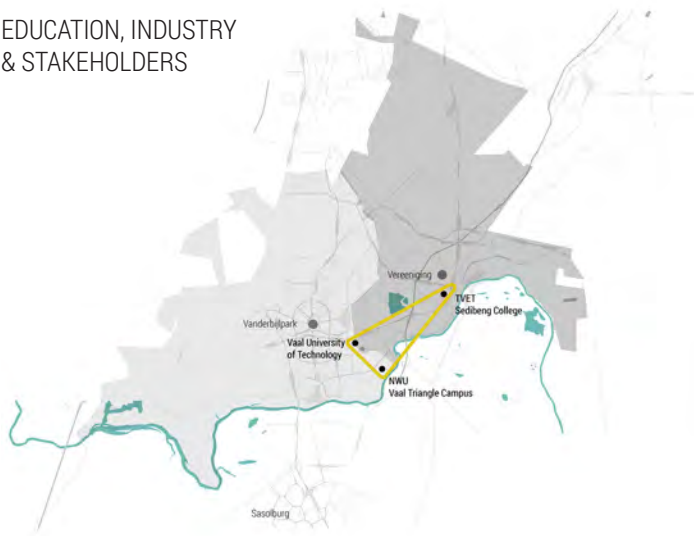 EDUCATION, INDUSTRY
& STAKEHOLDERS
Vereeniging
TVET
Sedibeng College
Vanderbijlpark
Vaal University
of Technology
NWU
Vaal Triangle Campus
Sasolburg